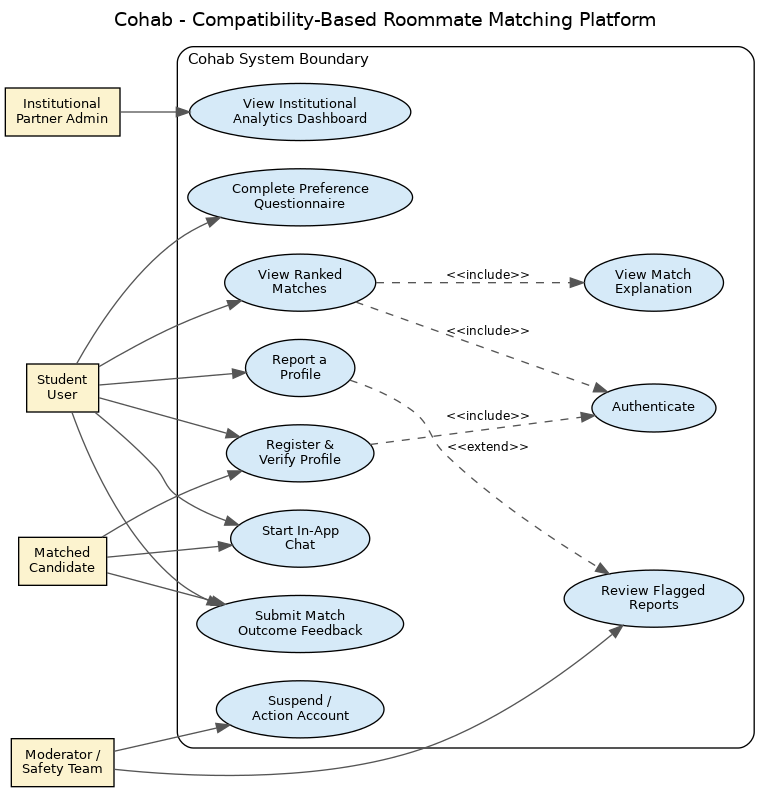 Cohab - Compatibility-Based Roommate Matching Platform
Cohab System Boundary
Institutional
Partner Admin
View Institutional
Analytics Dashboard
Complete Preference
Questionnaire
View Ranked
Matches
<<include>>
View Match
Explanation
<<include>>
Report a
Profile
Student
User
Authenticate
<<include>>
Register &
Verify Profile
<<extend>>
Start In-App
Chat
Matched
Candidate
Review Flagged
Reports
Submit Match
Outcome Feedback
Suspend /
Action Account
Moderator /
Safety Team